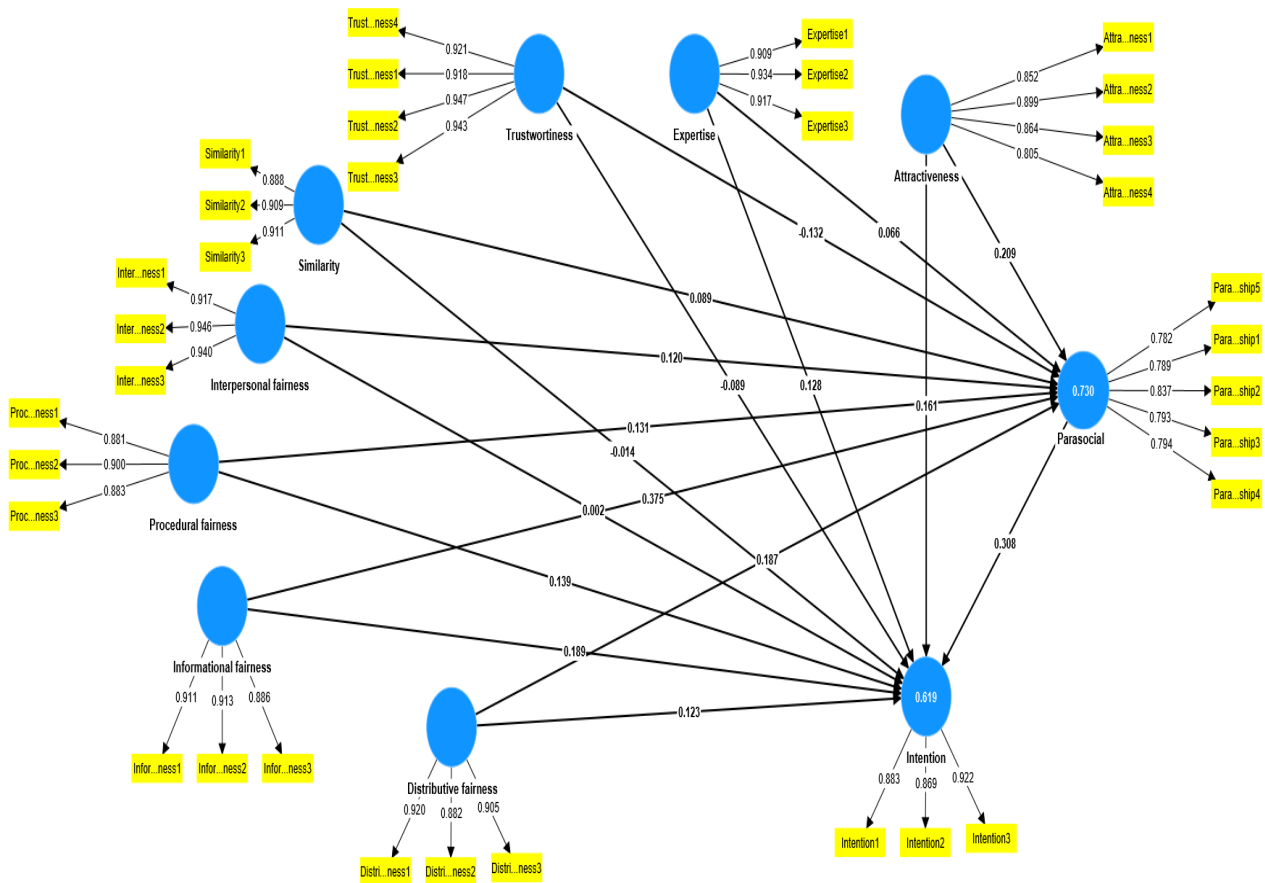 Trust...ness4
Trust...ness1
Trust...ness2
Trust...ness3
0.921
0.918
0.947
0.943
Trustwortiness
Expertise1
Expertise2
Expertise3
0.909
0.934
0.917
Expertise
Attra...ness1
Attra...ness2
Attra...ness3
Attra...ness4
0.852
0.899
0.864
0.805
Attractiveness
Similarity1
Similarity2
Similarity3
0.888
0.909
0.911
Similarity
Inter...ness1
Inter...ness2
Inter...ness3
0.917
0.946
0.940
Interpersonal fairness
Proc...ness1
Proc...ness2
Proc...ness3
0.881
0.900
0.883
Procedural fairness
Informational fairness
0.911
0.913
0.886
Infor...ness1
Infor...ness2
Infor...ness3
Distributive fairness
0.920
0.882
0.905
Distri...ness1
Distri...ness2
Distri...ness3
-0.132
0.066
0.209
0.089
0.120
-0.089
0.128
0.161
0.131
-0.014
0.375
0.002
0.187
0.139
0.189
0.123
0.308
0.730
Parasocial
0.782
0.789
0.837
0.793
0.794
Para...ship5
Para...ship1
Para...ship2
Para...ship3
Para...ship4
0.619
Intention
0.883
0.869
0.922
Intention1
Intention2
Intention3